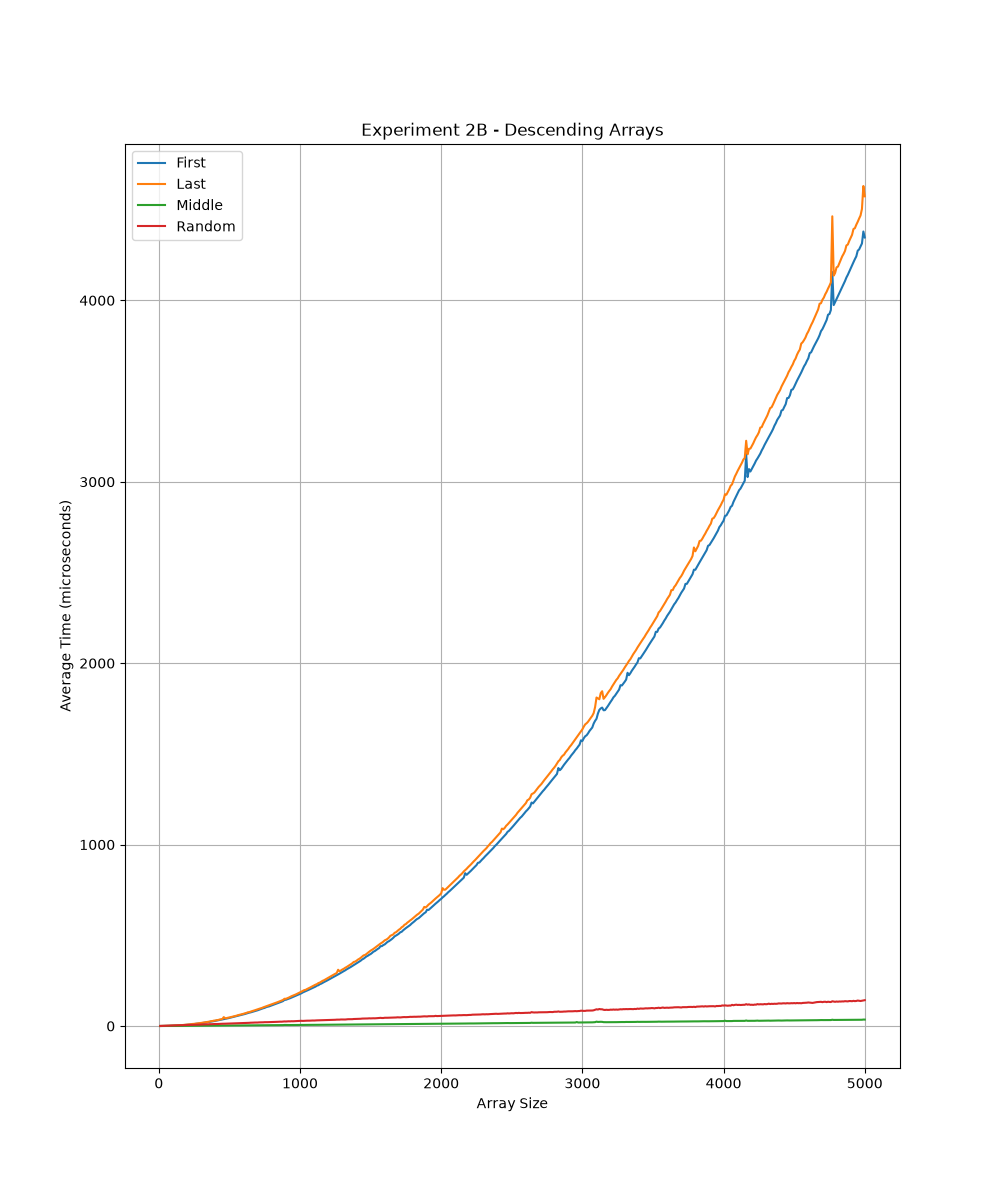 Experiment 2B - Descending Arrays
First
Last
Middle
Random
Average Time (microseconds)
4000
3000
2000
1000
0
0 1000 2000 3000 4000 5000
Array Size